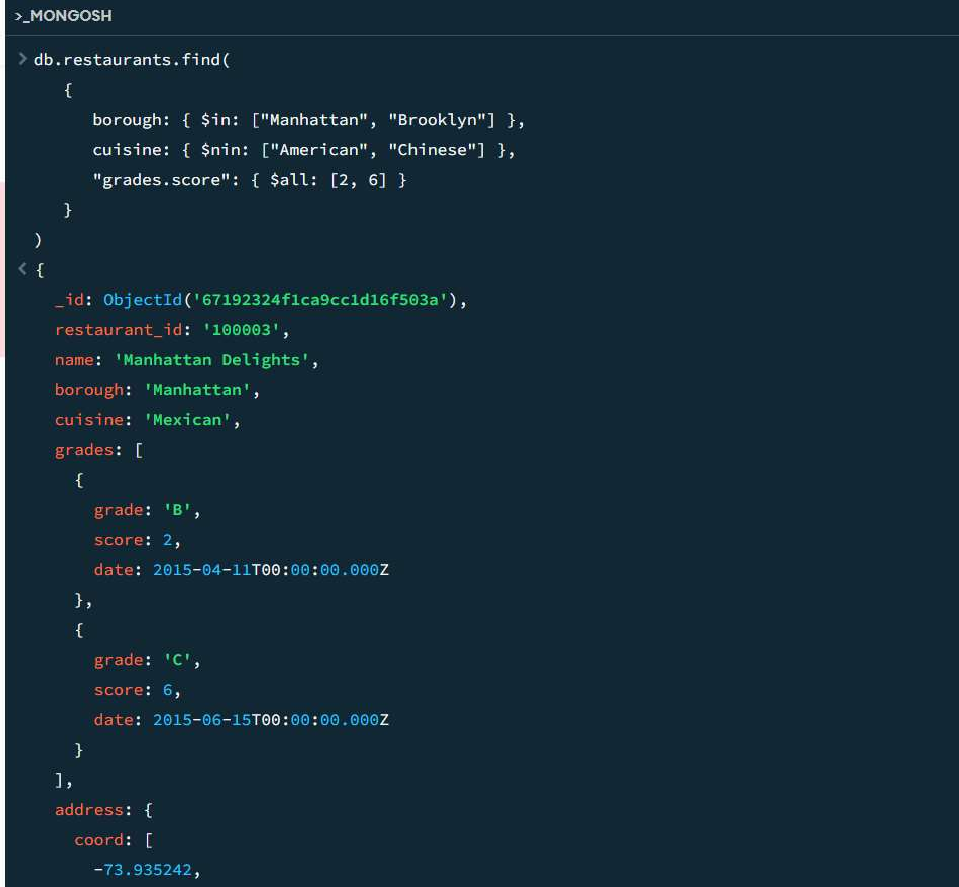 >_MONGOSH
> db.restaurants.find(
{
borough: { $in: ["Manhattan", "Brooklyn"] },
cuisine: { $nin: ["American", "Chinese"] },
"grades.score": { $all: [2, 6] }
}
)
< {
_id: ObjectId('67192324f1ca9cc1d16f503a'),
restaurant_id: '100003',
name: 'Manhattan Delights',
borough: 'Manhattan',
cuisine: 'Mexican',
grades: [
{
grade: 'B',
score: 2,
date: 2015-04-11T00:00:00.000Z
},
{
grade: 'C',
score: 6,
date: 2015-06-15T00:00:00.000Z
}
],
address: {
coord: [
-73.935242,